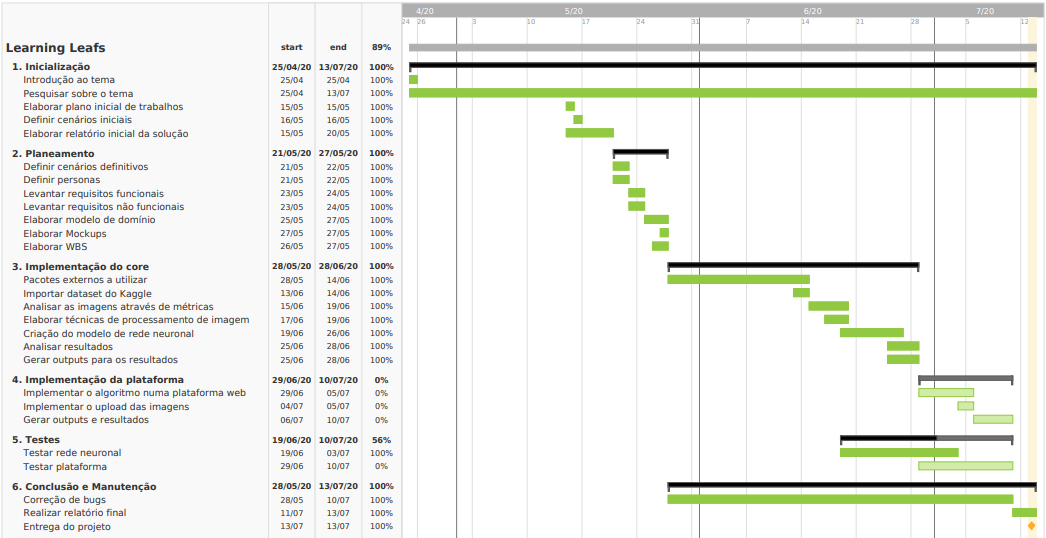 4/20 5/20 6/20 7/20
24 26 3 10 17 24 31 7 14 21 28 5 12
Learning Leafs start end 89%
1. Inicialização 25/04/20 13/07/20 100%
Introdução ao tema 25/04 25/04 100%
Pesquisar sobre o tema 25/04 13/07 100%
Elaborar plano inicial de trabalhos 15/05 15/05 100%
Definir cenários iniciais 16/05 16/05 100%
Elaborar relatório inicial da solução 15/05 20/05 100%
2. Planeamento 21/05/20 27/05/20 100%
Definir cenários definitivos 21/05 22/05 100%
Definir personas 21/05 22/05 100%
Levantar requisitos funcionais 23/05 24/05 100%
Levantar requisitos não funcionais 23/05 24/05 100%
Elaborar modelo de domínio 25/05 27/05 100%
Elaborar Mockups 27/05 27/05 100%
Elaborar WBS 26/05 27/05 100%
3. Implementação do core 28/05/20 28/06/20 100%
Pacotes externos a utilizar 28/05 14/06 100%
Importar dataset do Kaggle 13/06 14/06 100%
Analisar as imagens através de métricas 15/06 19/06 100%
Elaborar técnicas de processamento de imagem 17/06 19/06 100%
Criação do modelo de rede neuronal 19/06 26/06 100%
Analisar resultados 25/06 28/06 100%
Gerar outputs para os resultados 25/06 28/06 100%
4. Implementação da plataforma 29/06/20 10/07/20 0%
Implementar o algoritmo numa plataforma web 29/06 05/07 0%
Implementar o upload das imagens 04/07 05/07 0%
Gerar outputs e resultados 06/07 10/07 0%
5. Testes 19/06/20 10/07/20 56%
Testar rede neuronal 19/06 03/07 100%
Testar plataforma 29/06 10/07 0%
6. Conclusão e Manutenção 28/05/20 13/07/20 100%
Correção de bugs 28/05 10/07 100%
Realizar relatório final 11/07 13/07 100%
Entrega do projeto 13/07 13/07 100%